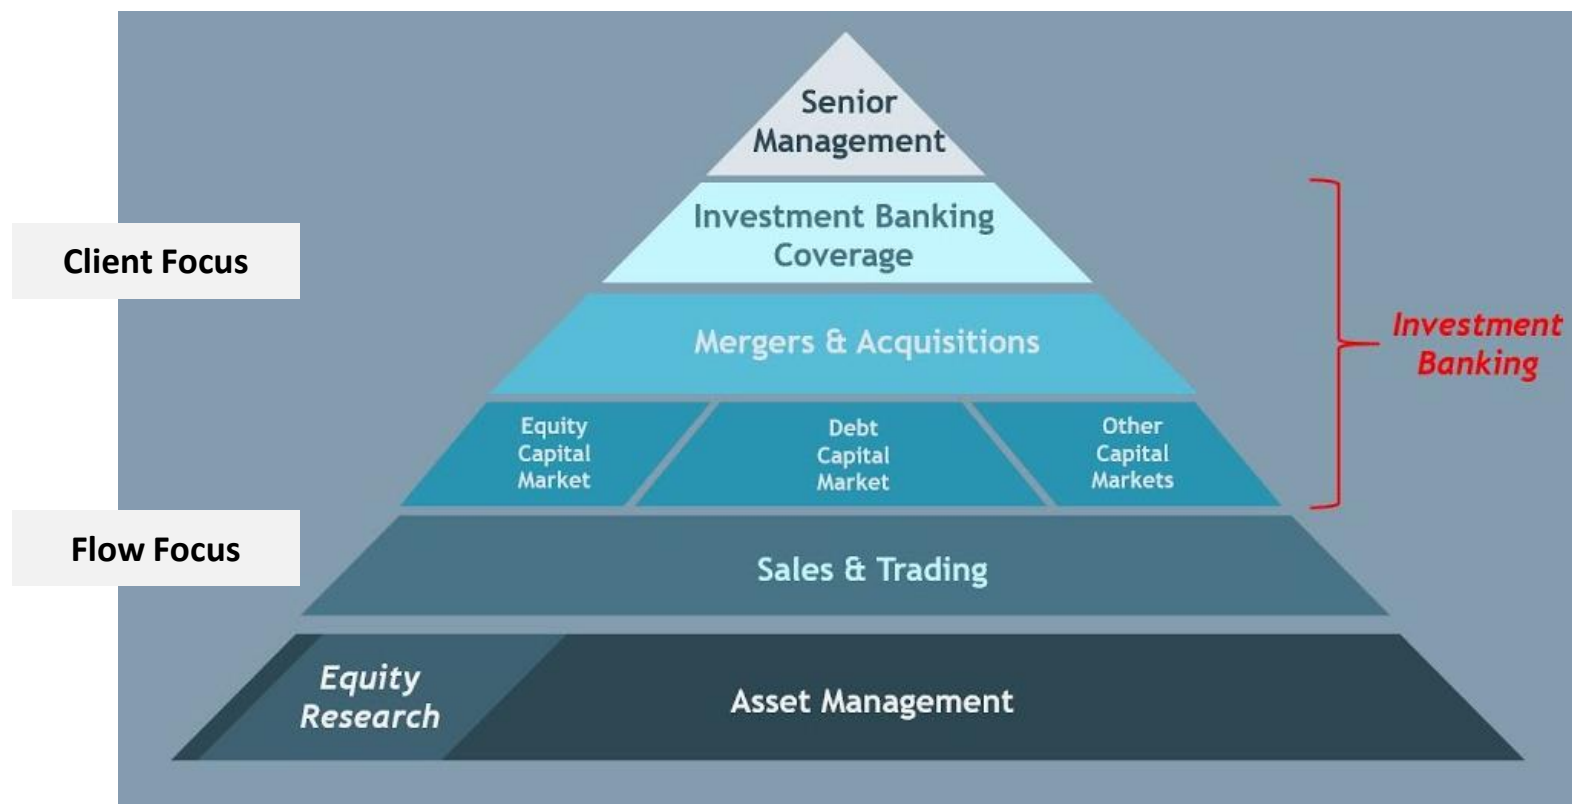 Senior
Management
Investment Banking
Coverage
Client Focus
Mergers & Acquisitions
Investment
Banking
Equity
Capital
Market
Debt
Capital
Market
Other
Capital
Markets
Flow Focus
Sales & Trading
Equity
Research
Asset Management